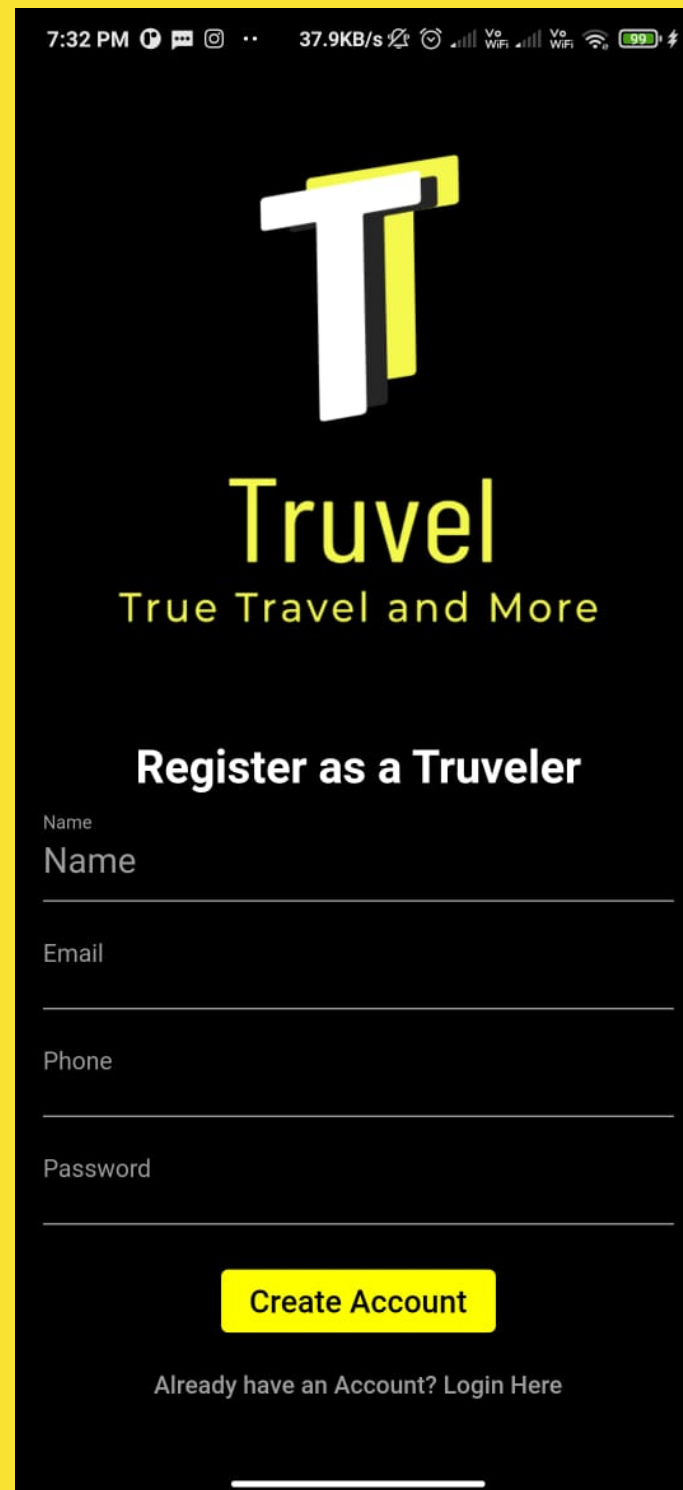 7:32 PM 37.9KB/s Vo WiFi Vo WiFi 99
T
Truvel
True Travel and More
Register as a Truveler
Name
Name
Email
Phone
Password
Create Account
Already have an Account? Login Here